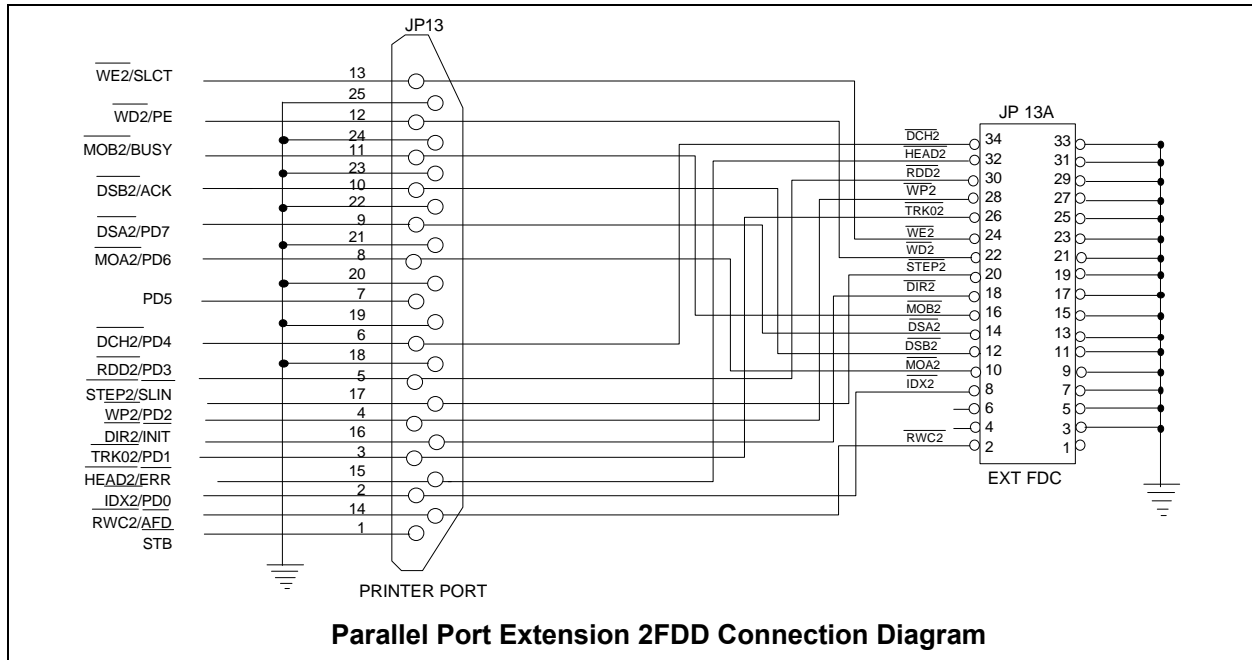 JP13
WE2/SLCT 13
25
WD2/PE 12
24
MOB2/BUSY 11
23
DSB2/ACK 10
22
DSA2/PD7 9
21
MOA2/PD6 8
20
PD5 7
19
DCH2/PD4 6
18
RDD2/PD3 5
STEP2/SLIN 17
WP2/PD2 4
DIR2/INIT 16
TRK02/PD1 3
HEAD2/ERR 15
IDX2/PD0 2
RWC2/AFD 14
STB 1
PRINTER PORT
JP 13A
DCH2 34 33
HEAD2 32 31
RDD2 30 29
WP2 28 27
TRK02 26 25
WE2 24 23
WD2 22 21
STEP2 20 19
DIR2 18 17
MOB2 16 15
DSA2 14 13
DSB2 12 11
MOA2 10 9
IDX2 8 7
6 5
4 3
RWC2 2 1
EXT FDC
Parallel Port Extension 2FDD Connection Diagram